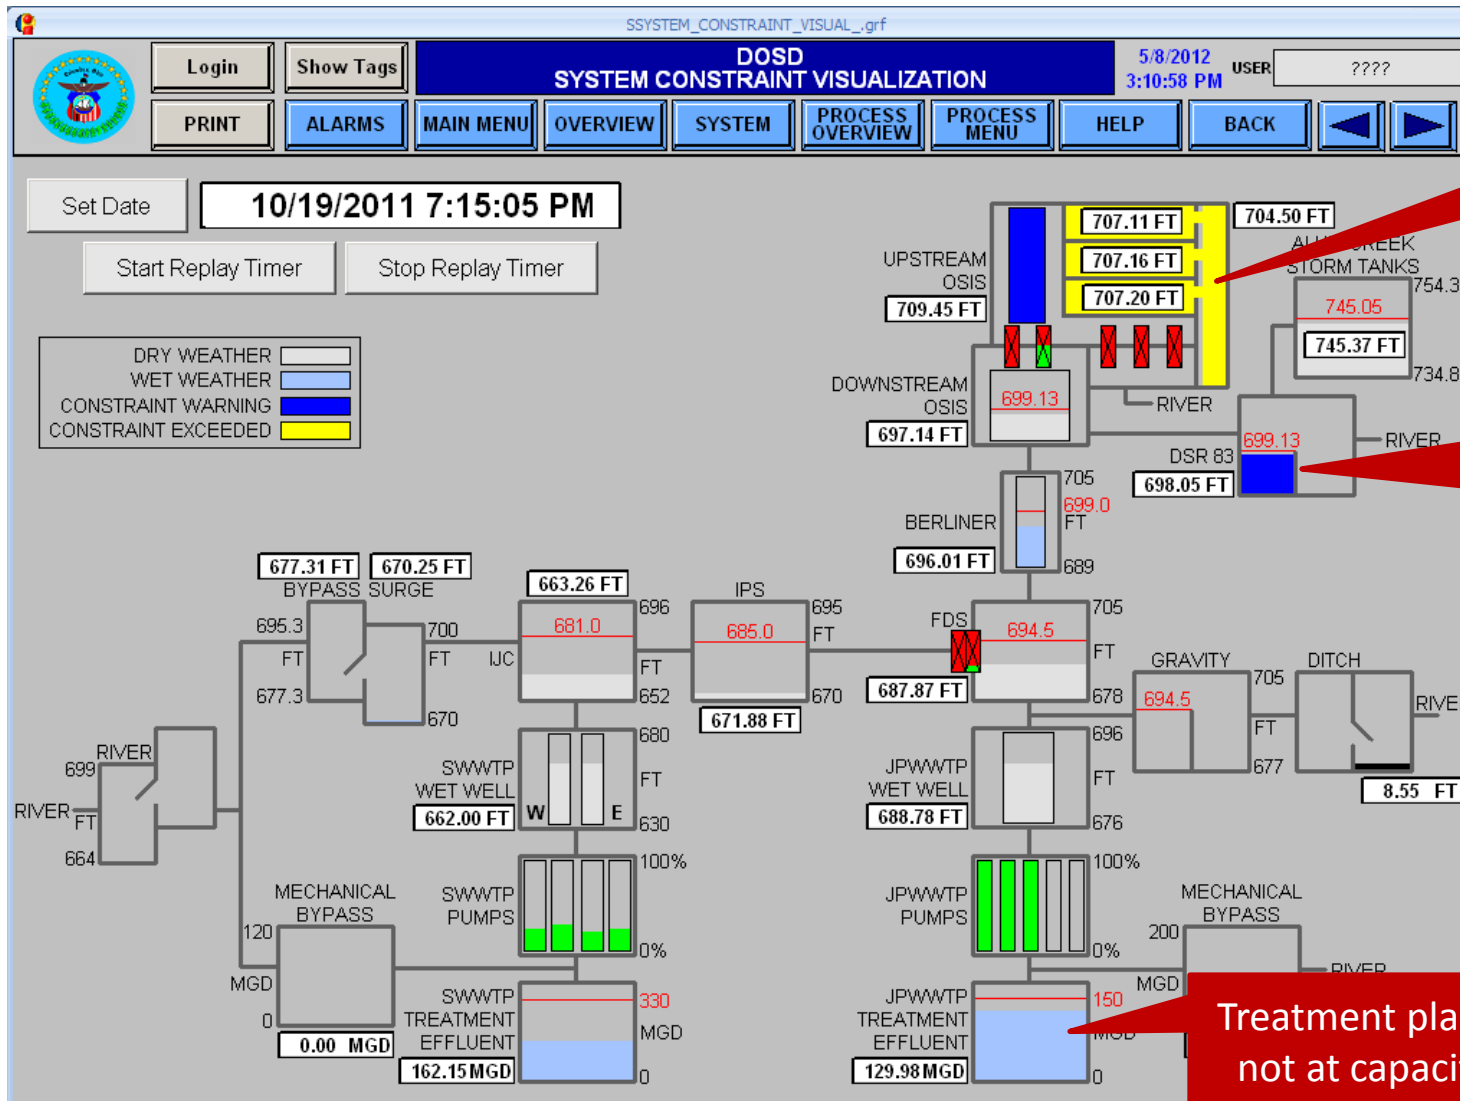 SSYSTEM_CONSTRAINT_VISUAL_.grf
Login
Show Tags
DOSD
SYSTEM CONSTRAINT VISUALIZATION
5/8/2012
3:10:58 PM
USER
????
PRINT
ALARMS
MAIN MENU
OVERVIEW
SYSTEM
PROCESS
OVERVIEW
PROCESS
MENU
HELP
BACK
Set Date
10/19/2011 7:15:05 PM
Start Replay Timer
Stop Replay Timer
DRY WEATHER
WET WEATHER
CONSTRAINT WARNING
CONSTRAINT EXCEEDED
UPSTREAM
OSIS
709.45 FT
707.11 FT
707.16 FT
707.20 FT
704.50 FT
CREEK
STORM TANKS
754.3
745.05
745.37 FT
734.8
DOWNSTREAM
OSIS
697.14 FT
699.13
RIVER
699.13
RIVER
DSR 83
698.05 FT
BERLINER
696.01 FT
705
699.0
FT
689
677.31 FT
670.25 FT
BYPASS SURGE
695.3
FT
677.3
700
FT
670
663.26 FT
IJC
681.0
696
FT
652
IPS
685.0
695
FT
670
671.88 FT
FDS
694.5
687.87 FT
705
FT
678
GRAVITY
694.5
705
FT
677
DITCH
RIVE
8.55 FT
RIVER
699
RIVER
FT
664
SWWTP
WET WELL
662.00 FT
W
E
680
FT
630
JPWWTP
WET WELL
688.78 FT
696
FT
676
SWWTP
PUMPS
100%
0%
JPWWTP
PUMPS
100%
0%
MECHANICAL
BYPASS
120
MGD
0
0.00 MGD
SWWTP
TREATMENT
EFFLUENT
162.15 MGD
330
MGD
0
JPWWTP
TREATMENT
EFFLUENT
129.98 MGD
150
MGD
0
MECHANICAL
BYPASS
200
MGD
RIVER
Treatment pla
not at capaci